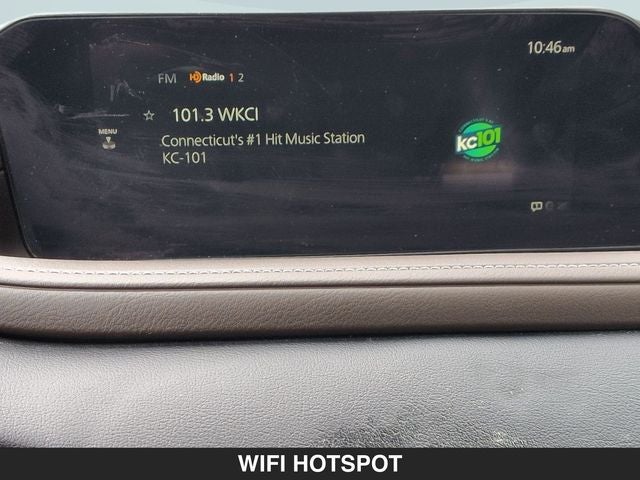 10:46am
FM HD Radio 1 2
101.3 WKCI
MENU
Connecticut's #1 Hit Music Station
KC-101
kc101
WIFI HOTSPOT